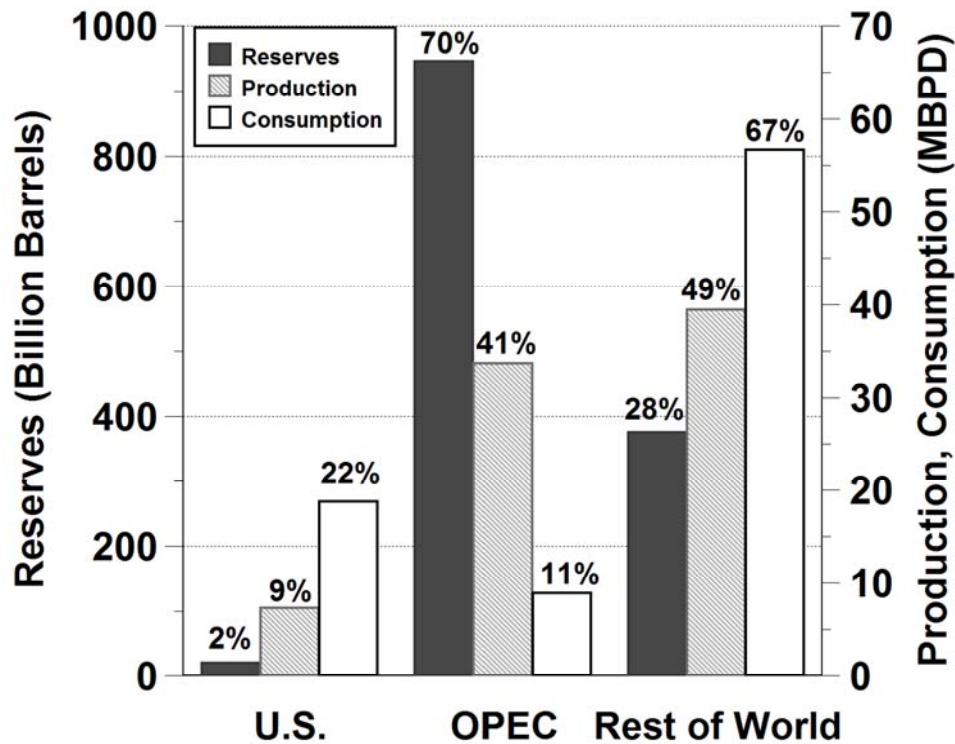 Reserves (Billion Barrels)
1000
800
600
400
200
0
Reserves
Production
Consumption
2%
9%
22%
70%
41%
11%
28%
49%
67%
70
60
50
40
30
20
10
0
Production, Consumption (MBPD)
U.S.
OPEC
Rest of World